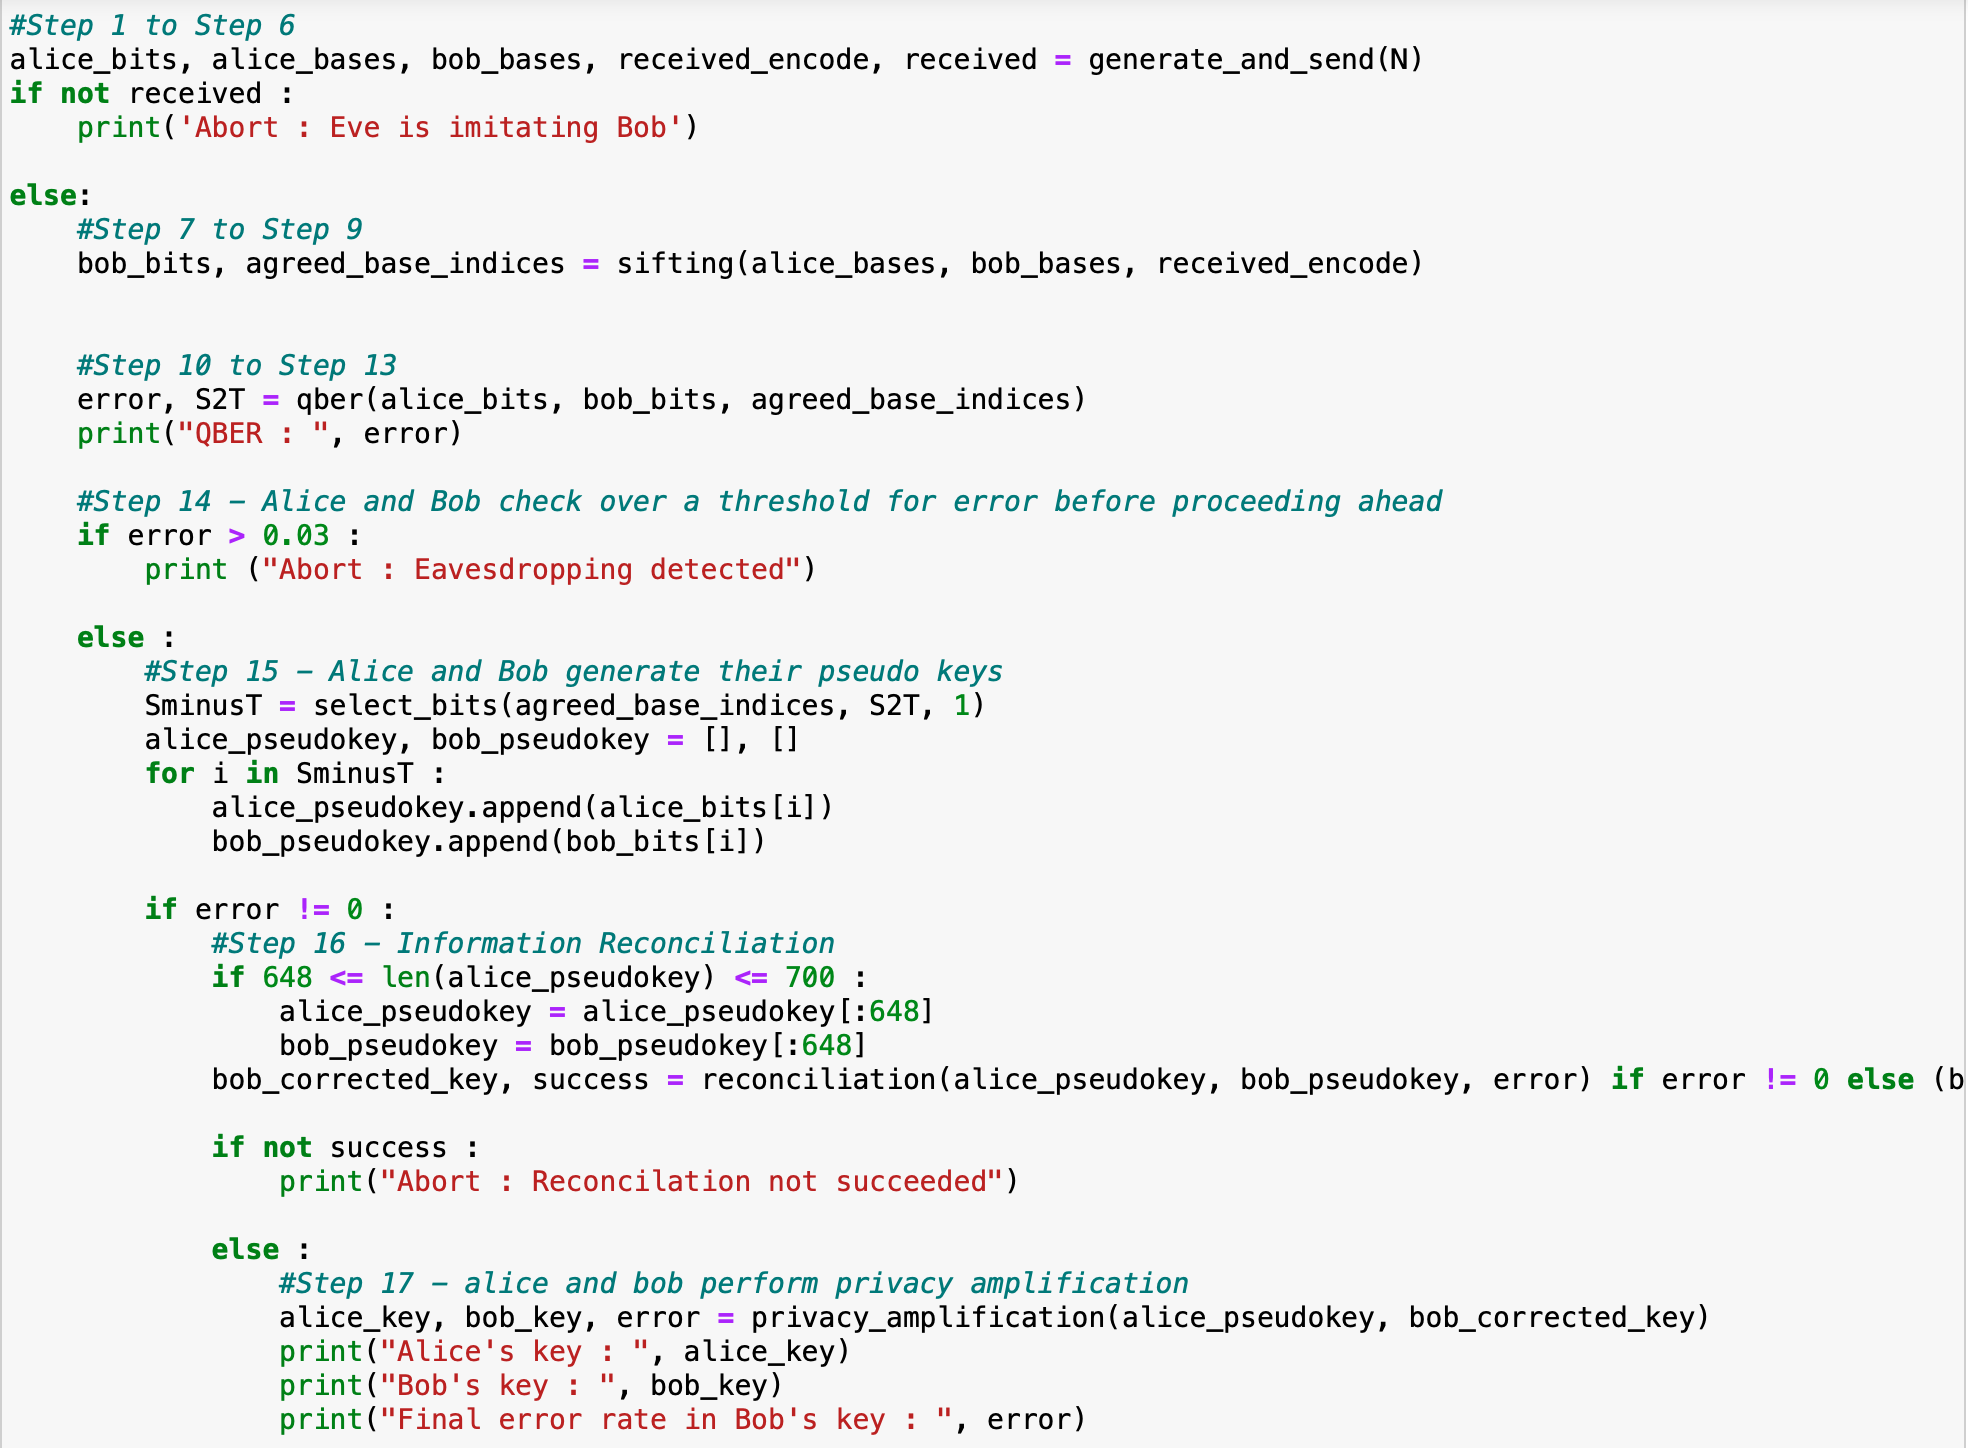 #Step 1 to Step 6
alice_bits, alice_bases, bob_bases, received_encode, received = generate_and_send(N)
if not received :
    print('Abort : Eve is imitating Bob')

else:
    #Step 7 to Step 9
    bob_bits, agreed_base_indices = sifting(alice_bases, bob_bases, received_encode)


    #Step 10 to Step 13
    error, S2T = qber(alice_bits, bob_bits, agreed_base_indices)
    print("QBER : ", error)

    #Step 14 – Alice and Bob check over a threshold for error before proceeding ahead
    if error > 0.03 :
        print ("Abort : Eavesdropping detected")

    else :
        #Step 15 – Alice and Bob generate their pseudo keys
        SminusT = select_bits(agreed_base_indices, S2T, 1)
        alice_pseudokey, bob_pseudokey = [], []
        for i in SminusT :
            alice_pseudokey.append(alice_bits[i])
            bob_pseudokey.append(bob_bits[i])

        if error != 0 :
            #Step 16 – Information Reconciliation
            if 648 <= len(alice_pseudokey) <= 700 :
                alice_pseudokey = alice_pseudokey[:648]
                bob_pseudokey = bob_pseudokey[:648]
            bob_corrected_key, success = reconciliation(alice_pseudokey, bob_pseudokey, error) if error != 0 else (b

            if not success :
                print("Abort : Reconcilation not succeeded")

            else :
                #Step 17 – alice and bob perform privacy amplification
                alice_key, bob_key, error = privacy_amplification(alice_pseudokey, bob_corrected_key)
                print("Alice's key : ", alice_key)
                print("Bob's key : ", bob_key)
                print("Final error rate in Bob's key : ", error)